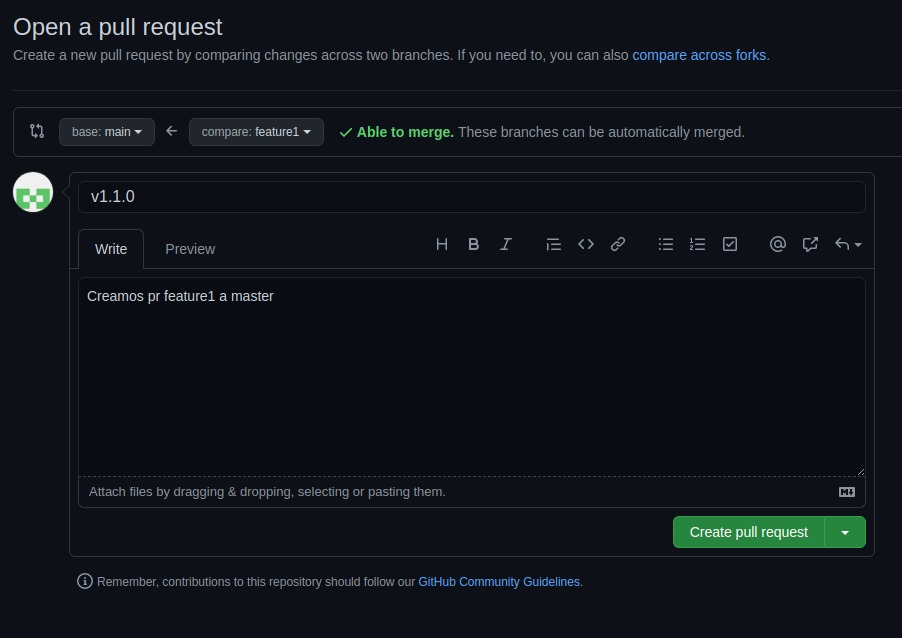 Open a pull request
Create a new pull request by comparing changes across two branches. If you need to, you can also compare across forks.
base: main compare: feature1 Able to merge. These branches can be automatically merged.
v1.1.0
Write Preview
Creamos pr feature1 a master
Attach files by dragging & dropping, selecting or pasting them.
Create pull request
Remember, contributions to this repository should follow our GitHub Community Guidelines.